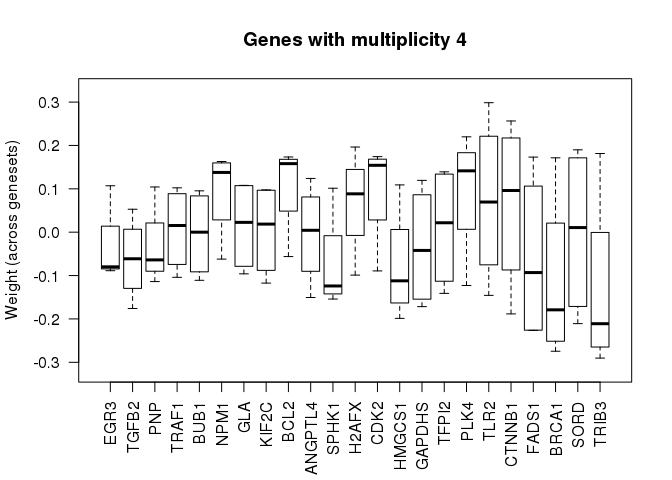 Genes with multiplicity 4
Weight (across genesets)
0.3
0.2
0.1
0.0
-0.1
-0.2
-0.3
EGR3
TGFB2
PNP
TRAF1
BUB1
NPM1
GLA
KIF2C
BCL2
ANGPTL4
SPHK1
H2AFX
CDK2
HMGCS1
GAPDHS
TFPI2
PLK4
TLR2
CTNNB1
FADS1
BRCA1
SORD
TRIB3